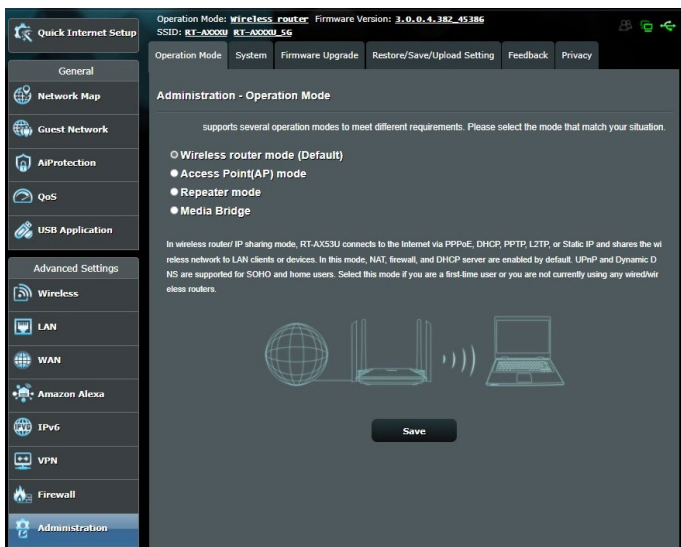 Quick Internet Setup
General
Network Map
Guest Network
AiProtection
QoS
USB Application
Advanced Settings
Wireless
LAN
WAN
Amazon Alexa
IPv6
VPN
Firewall
Administration
Operation Mode: Wireless router Firmware Version: 3.0.0.4.382_45386
SSID: RT-AXXXU RT-AXXXU_5G
Operation Mode System Firmware Upgrade Restore/Save/Upload Setting Feedback Privacy
Administration - Operation Mode
supports several operation modes to meet different requirements. Please select the mode that match your situation.
Wireless router mode (Default)
Access Point(AP) mode
Repeater mode
Media Bridge
In wireless router/ IP sharing mode, RT-AX53U connects to the Internet via PPPoE, DHCP, PPTP, L2TP, or Static IP and shares the wi
reless network to LAN clients or devices. In this mode, NAT, firewall, and DHCP server are enabled by default. UPnP and Dynamic D
NS are supported for SOHO and home users. Select this mode if you are a first-time user or you are not currently using any wired/wir
eless routers.
Save